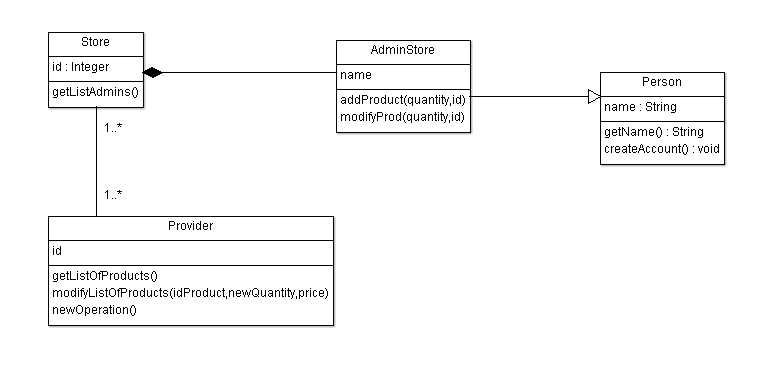 Store
id : Integer
getListAdmins()
AdminStore
name
addProduct(quantity,id)
modifyProd(quantity,id)
Person
name : String
getName() : String
createAccount() : void
1..*
1..*
Provider
id
getListOfProducts()
modifyListOfProducts(idProduct,newQuantity,price)
newOperation()